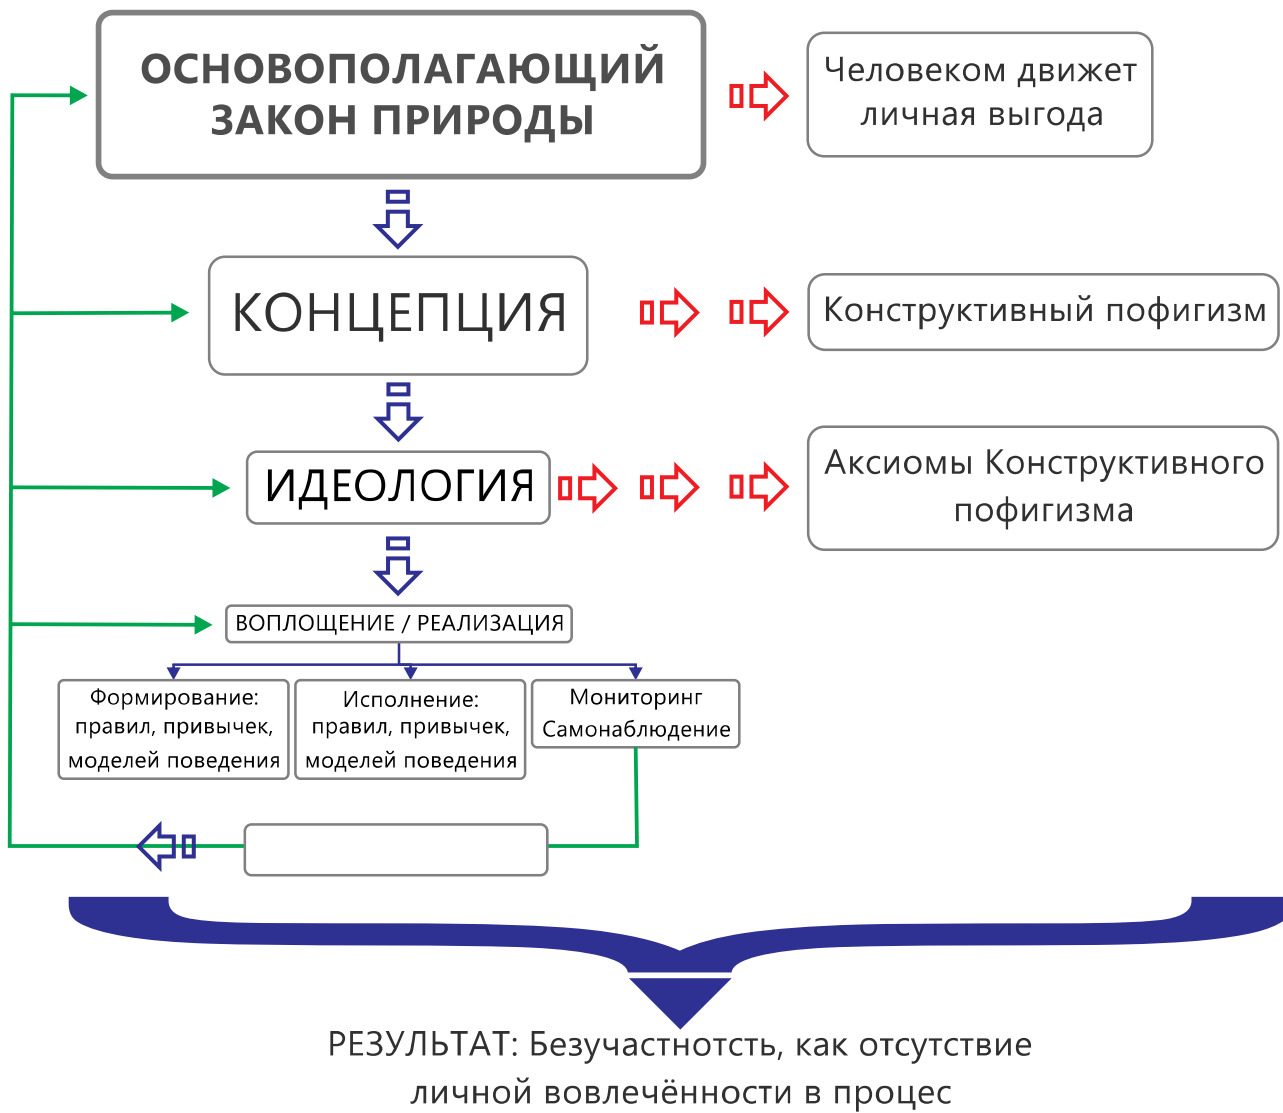 ОСНОВОПОЛАГАЮЩИЙ
ЗАКОН ПРИРОДЫ
Человеком движет
личная выгода
КОНЦЕПЦИЯ
Конструктивный пофигизм
ИДЕОЛОГИЯ
Аксиомы Конструктивного
пофигизма
ВОПЛОЩЕНИЕ / РЕАЛИЗАЦИЯ
Формирование:
правил, привычек,
моделей поведения
Исполнение:
правил, привычек,
моделей поведения
Мониторинг
Самонаблюдение
РЕЗУЛЬТАТ: Безучастнотсть, как отсутствие
личной вовлечённости в процес